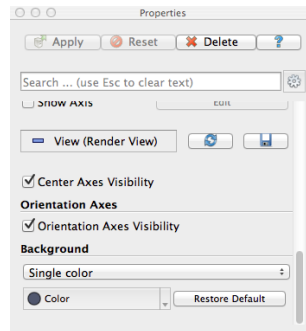 Properties
Apply Reset Delete ?
Search ... (use Esc to clear text)
Show Axis Edit
View (Render View)
Center Axes Visibility
Orientation Axes
Orientation Axes Visibility
Background
Single color
Color Restore Default